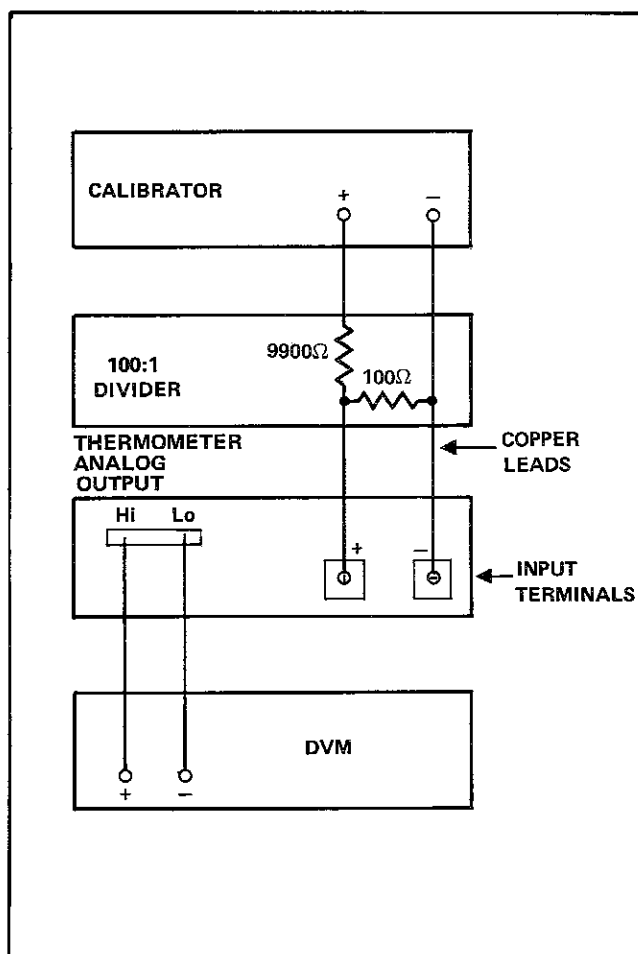 CALIBRATOR
+ −
9900Ω
100Ω
100:1
DIVIDER
COPPER
LEADS
THERMOMETER
ANALOG
OUTPUT
Hi Lo
+ −
INPUT
TERMINALS
DVM
+ −